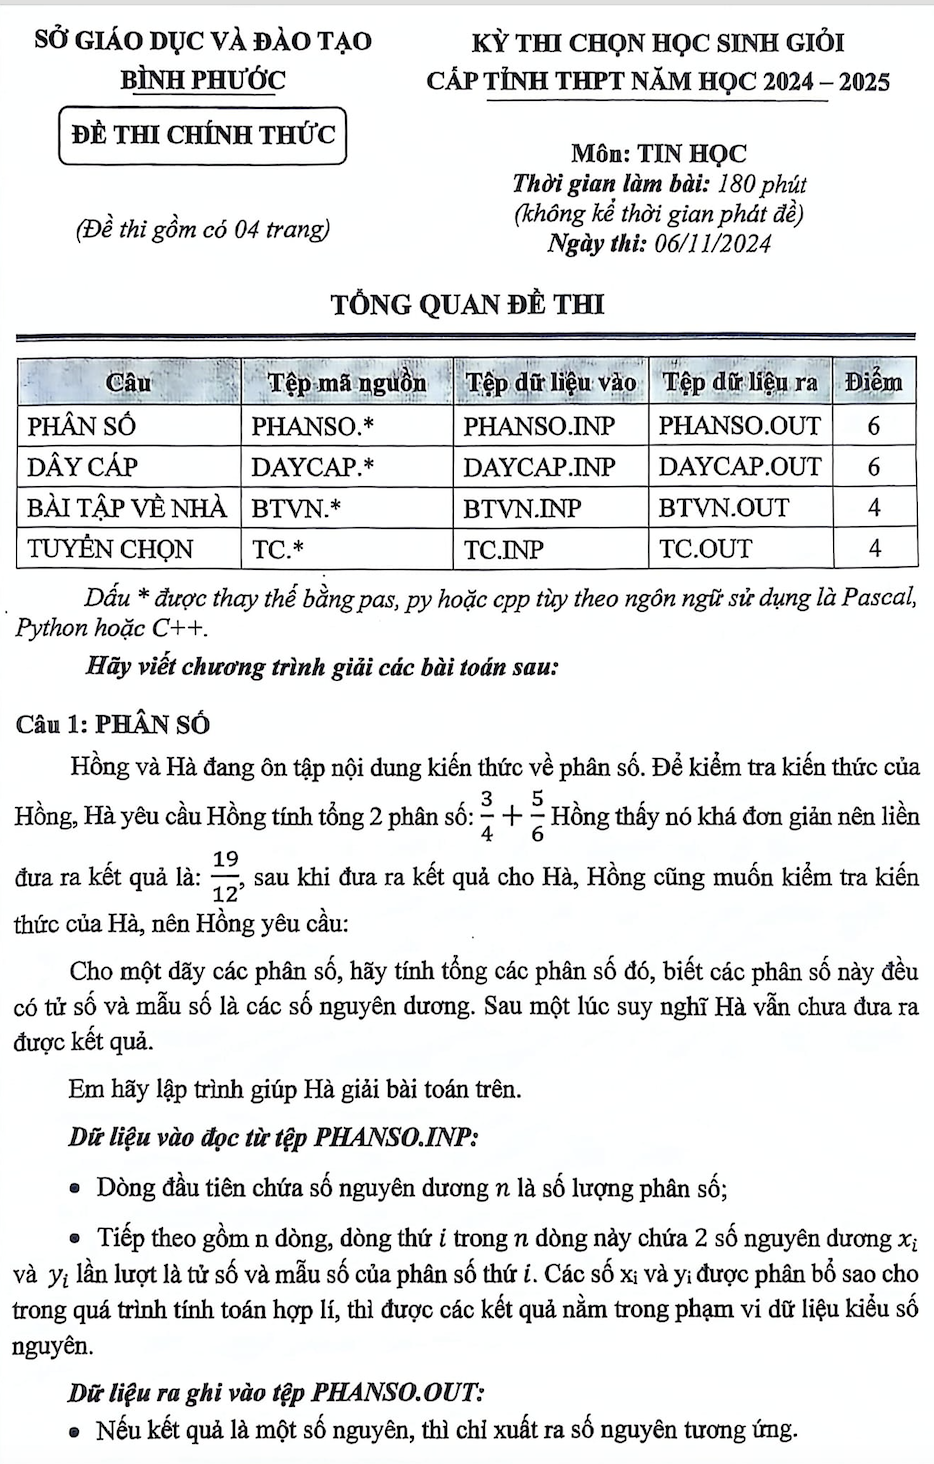 SỞ GIÁO DỤC VÀ ĐÀO TẠO
BÌNH PHƯỚC
ĐỀ THI CHÍNH THỨC
(Đề thi gồm có 04 trang)
KỲ THI CHỌN HỌC SINH GIỎI
CẤP TỈNH THPT NĂM HỌC 2024 – 2025
Môn: TIN HỌC
Thời gian làm bài: 180 phút
(không kể thời gian phát đề)
Ngày thi: 06/11/2024
TỔNG QUAN ĐỀ THI
Câu Tệp mã nguồn Tệp dữ liệu vào Tệp dữ liệu ra Điểm
PHÂN SỐ PHANSO.* PHANSO.INP PHANSO.OUT 6
DÂY CÁP DAYCAP.* DAYCAP.INP DAYCAP.OUT 6
BÀI TẬP VỀ NHÀ BTVN.* BTVN.INP BTVN.OUT 4
TUYỂN CHỌN TC.* TC.INP TC.OUT 4
Dấu * được thay thế bằng pas, py hoặc cpp tùy theo ngôn ngữ sử dụng là Pascal,
Python hoặc C++.
Hãy viết chương trình giải các bài toán sau:
Câu 1: PHÂN SỐ
Hồng và Hà đang ôn tập nội dung kiến thức về phân số. Để kiểm tra kiến thức của
Hồng, Hà yêu cầu Hồng tính tổng 2 phân số: 3/4 + 5/6 Hồng thấy nó khá đơn giản nên liền
đưa ra kết quả là: 19/12, sau khi đưa ra kết quả cho Hà, Hồng cũng muốn kiểm tra kiến
thức của Hà, nên Hồng yêu cầu:
Cho một dãy các phân số, hãy tính tổng các phân số đó, biết các phân số này đều
có tử số và mẫu số là các số nguyên dương. Sau một lúc suy nghĩ Hà vẫn chưa đưa ra
được kết quả.
Em hãy lập trình giúp Hà giải bài toán trên.
Dữ liệu vào đọc từ tệp PHANSO.INP:
• Dòng đầu tiên chứa số nguyên dương n là số lượng phân số;
• Tiếp theo gồm n dòng, dòng thứ i trong n dòng này chứa 2 số nguyên dương xᵢ
và yᵢ lần lượt là tử số và mẫu số của phân số thứ i. Các số xᵢ và yᵢ được phân bổ sao cho
trong quá trình tính toán hợp lí, thì được các kết quả nằm trong phạm vi dữ liệu kiểu số
nguyên.
Dữ liệu ra ghi vào tệp PHANSO.OUT:
• Nếu kết quả là một số nguyên, thì chỉ xuất ra số nguyên tương ứng.